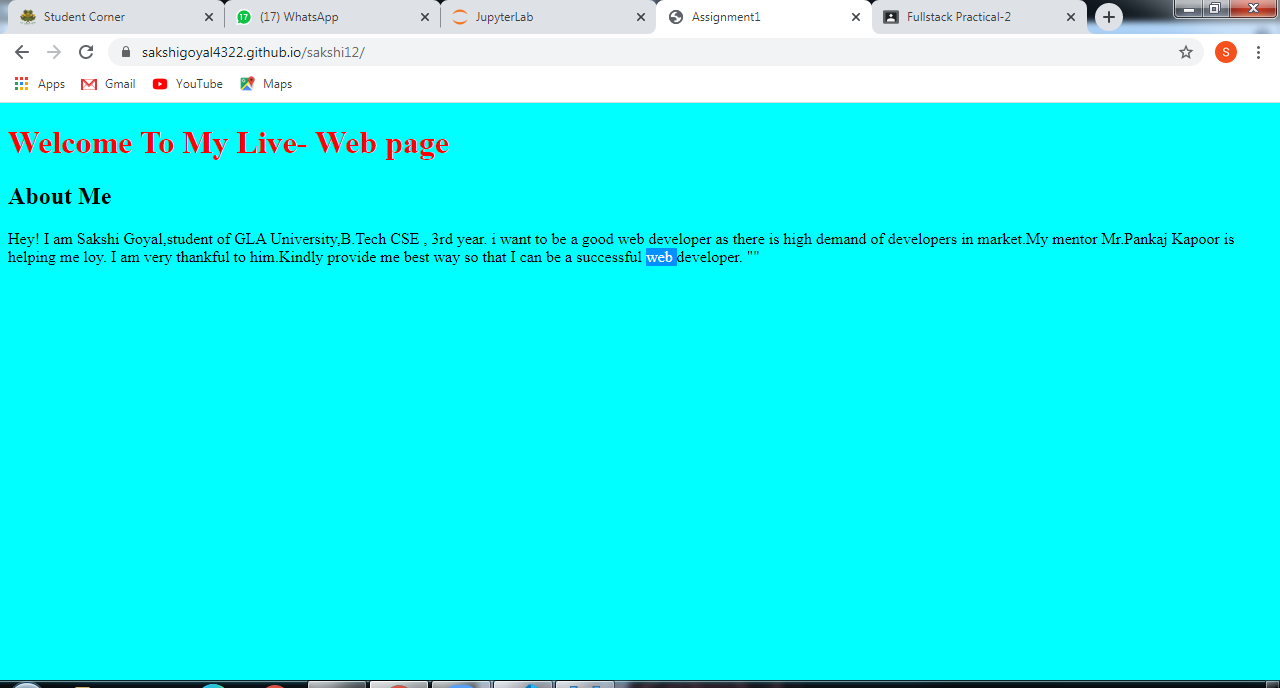 Student Corner
(17) WhatsApp
JupyterLab
Assignment1
Fullstack Practical-2
sakshigoyal4322.github.io/sakshi12/
S
Apps
Gmail
YouTube
Maps
Welcome To My Live- Web page
About Me
Hey! I am Sakshi Goyal,student of GLA University,B.Tech CSE , 3rd year. i want to be a good web developer as there is high demand of developers in market.My mentor Mr.Pankaj Kapoor is
helping me loy. I am very thankful to him.Kindly provide me best way so that I can be a successful web developer. ""